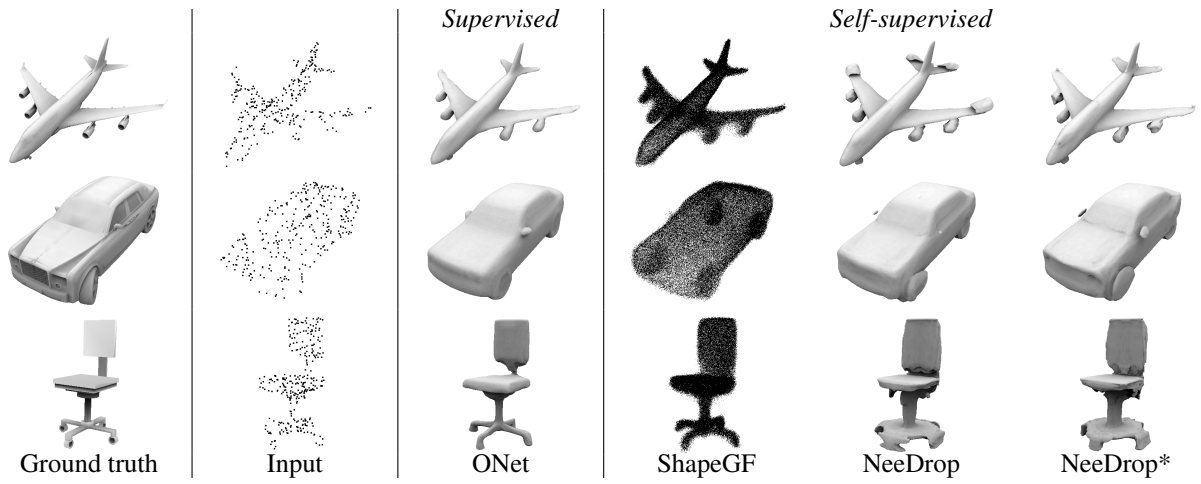 Supervised
Self-supervised
Ground truth
Input
ONet
ShapeGF
NeeDrop
NeeDrop*